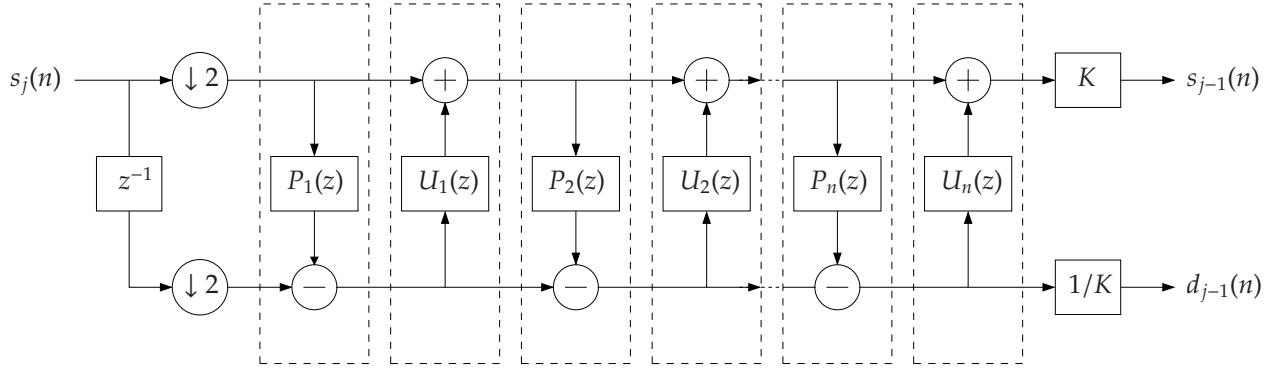 s_j(n) ↓ 2 + + + K s_{j−1}(n)
z^{−1} P_1(z) U_1(z) P_2(z) U_2(z) P_n(z) U_n(z)
↓ 2 − − − 1/K d_{j−1}(n)